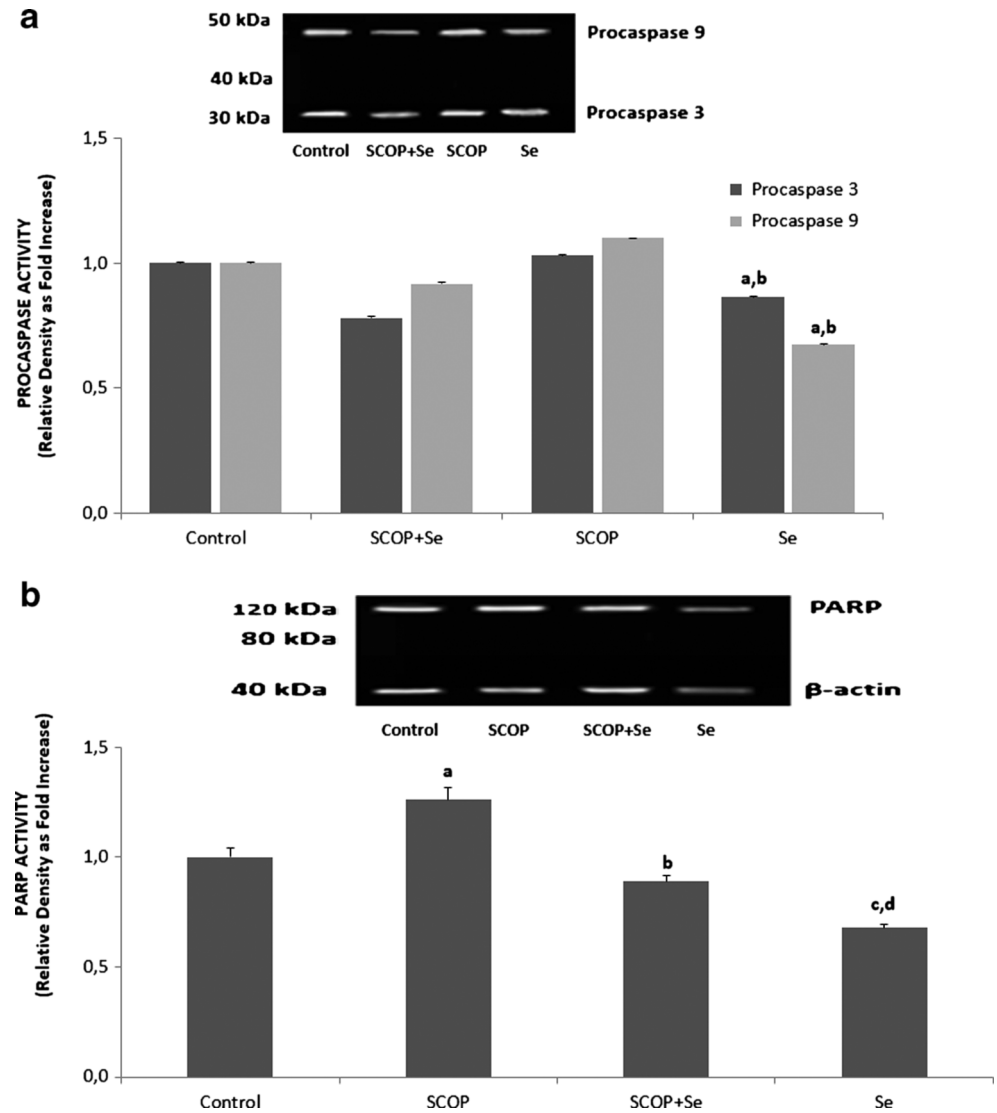 a
50 kDa
40 kDa
30 kDa
Procaspase 9
Procaspase 3
Control SCOP+Se SCOP Se
PROCASPASE ACTIVITY
(Relative Density as Fold Increase)
1,5
1,0
0,5
0,0
Procaspase 3
Procaspase 9
a,b
a,b
Control SCOP+Se SCOP Se
b
120 kDa
80 kDa
40 kDa
PARP
β-actin
Control SCOP SCOP+Se Se
PARP ACTIVITY
(Relative Density as Fold Increase)
1,5
1,0
0,5
0,0
a
b
c,d
Control SCOP SCOP+Se Se